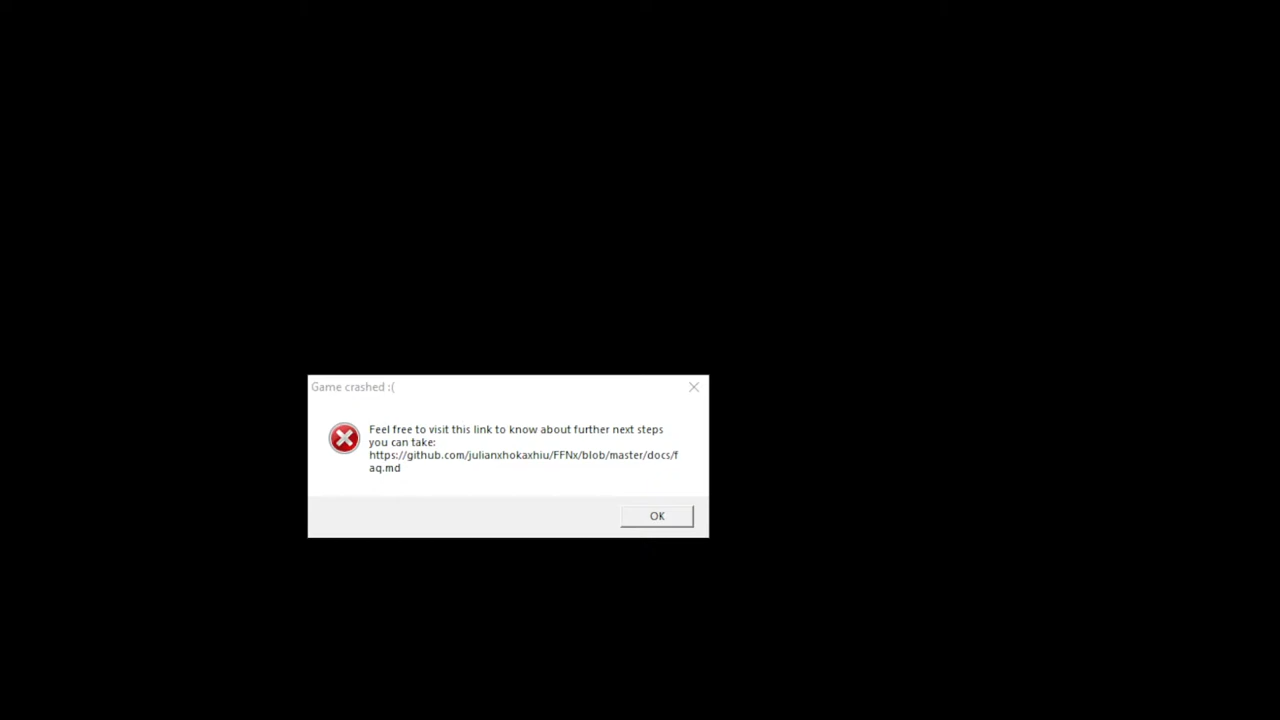 Game crashed :(
Feel free to visit this link to know about further next steps
you can take:
https://github.com/julianxhokaxhiu/FFNx/blob/master/docs/f
aq.md
OK